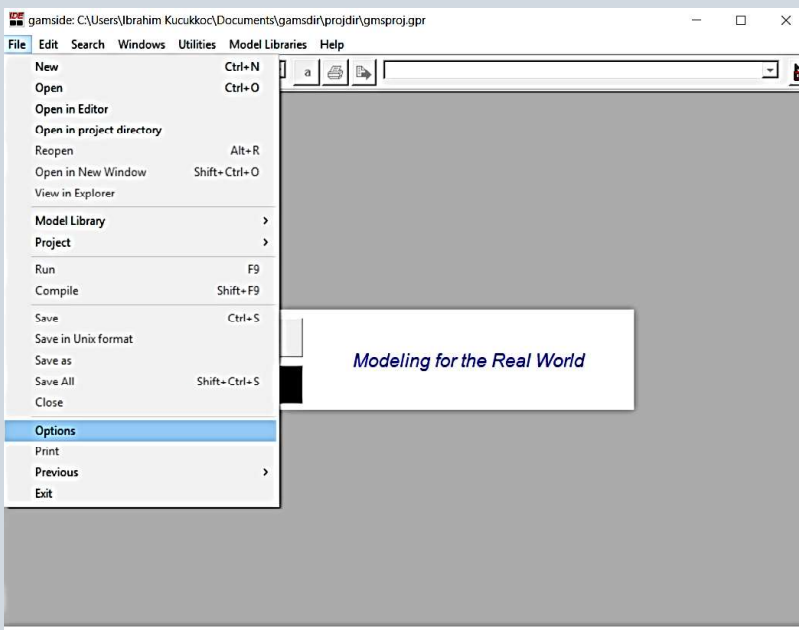 IDE gamside: C:\Users\Ibrahim Kucukkoc\Documents\gamsdir\projdir\gmsproj.gpr
File Edit Search Windows Utilities Model Libraries Help
a
New Ctrl+N
Open Ctrl+O
Open in Editor
Open in project directory
Reopen Alt+R
Open in New Window Shift+Ctrl+O
View in Explorer
Model Library
Project
Run F9
Compile Shift+F9
Save Ctrl+S
Save in Unix format
Save as
Save All Shift+Ctrl+S
Close
Options
Print
Previous
Exit
Modeling for the Real World